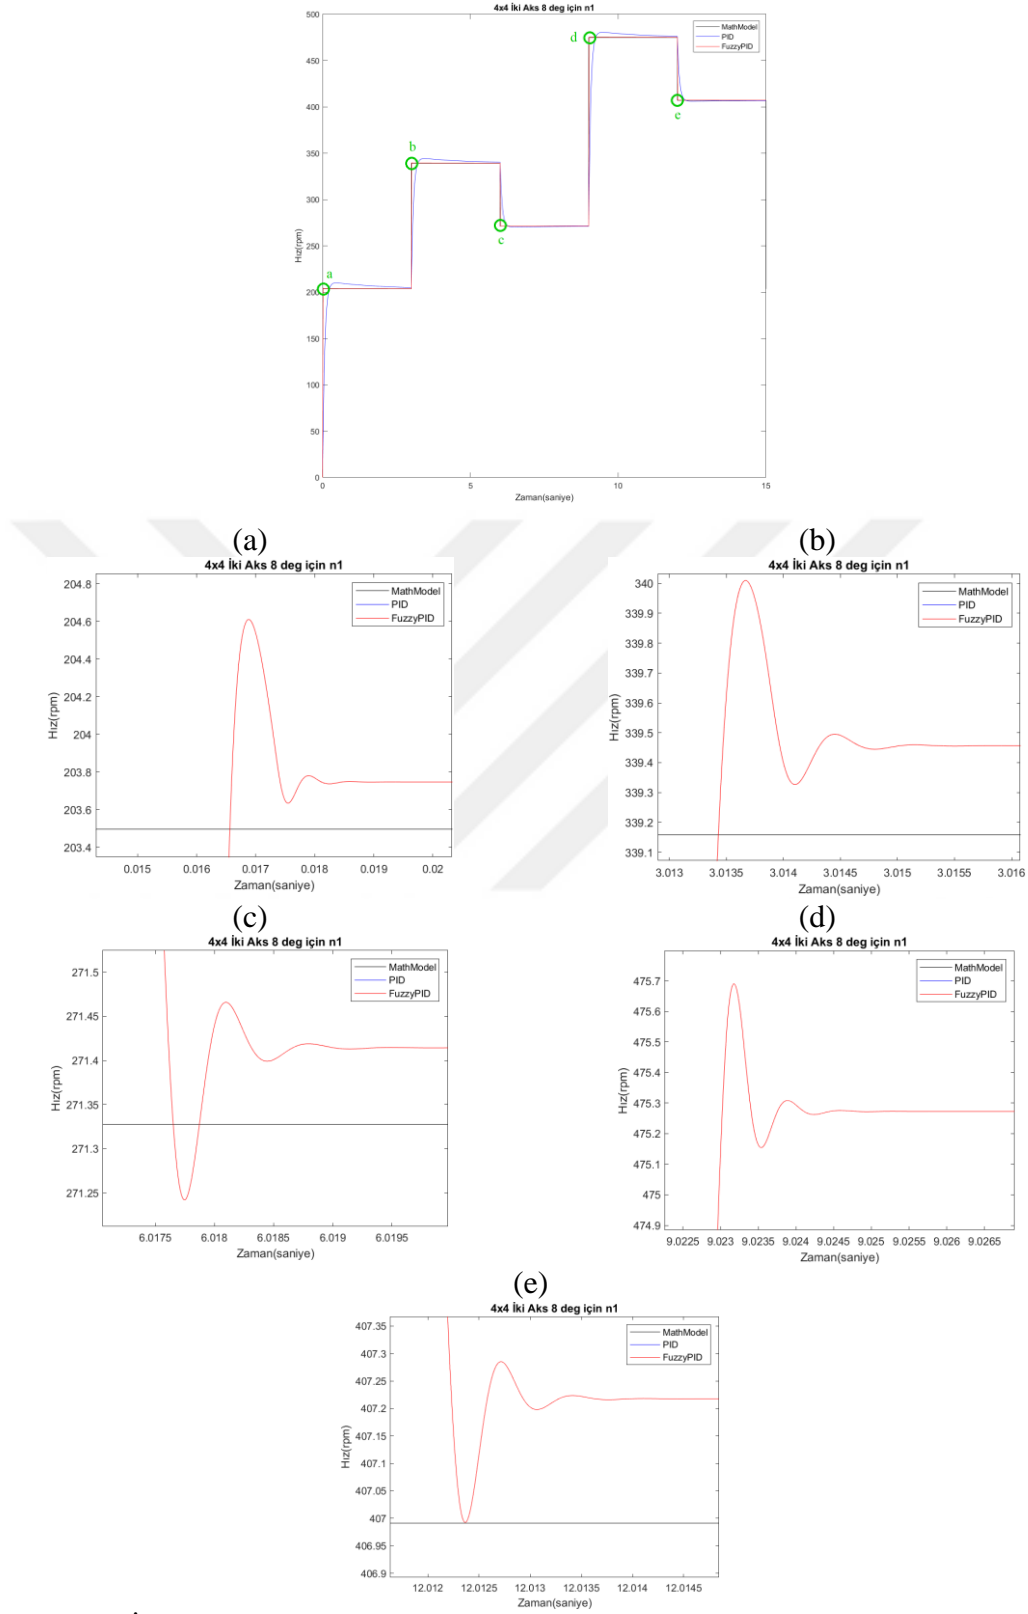 4x4 İki Aks 8 deg için n1
MathModel
PID
FuzzyPID
500
450
400
350
300
250
200
150
100
50
0
Hız(rpm)
a
b
c
d
e
0
5
10
15
Zaman(saniye)
(a)
(b)
4x4 İki Aks 8 deg için n1
MathModel
PID
FuzzyPID
204.8
204.6
204.4
204.2
204
203.8
203.6
203.4
Hız(rpm)
0.015
0.016
0.017
0.018
0.019
0.02
Zaman(saniye)
4x4 İki Aks 8 deg için n1
MathModel
PID
FuzzyPID
340
339.9
339.8
339.7
339.6
339.5
339.4
339.3
339.2
339.1
Hız(rpm)
3.013
3.0135
3.014
3.0145
3.015
3.0155
3.016
Zaman(saniye)
(c)
(d)
4x4 İki Aks 8 deg için n1
MathModel
PID
FuzzyPID
271.5
271.45
271.4
271.35
271.3
271.25
Hız(rpm)
6.0175
6.018
6.0185
6.019
6.0195
Zaman(saniye)
4x4 İki Aks 8 deg için n1
MathModel
PID
FuzzyPID
475.7
475.6
475.5
475.4
475.3
475.2
475.1
475
474.9
Hız(rpm)
9.0225
9.023
9.0235
9.024
9.0245
9.025
9.0255
9.026
9.0265
Zaman(saniye)
(e)
4x4 İki Aks 8 deg için n1
MathModel
PID
FuzzyPID
407.35
407.3
407.25
407.2
407.15
407.1
407.05
407
406.95
406.9
Hız(rpm)
12.012
12.0125
12.013
12.0135
12.014
12.0145
Zaman(saniye)